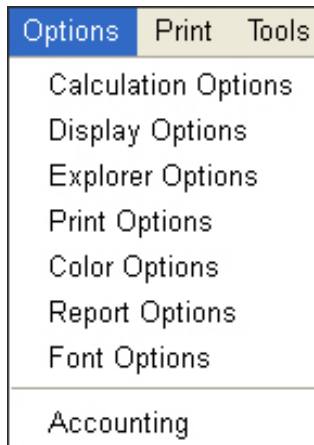 Options Print Tools
Calculation Options
Display Options
Explorer Options
Print Options
Color Options
Report Options
Font Options
Accounting